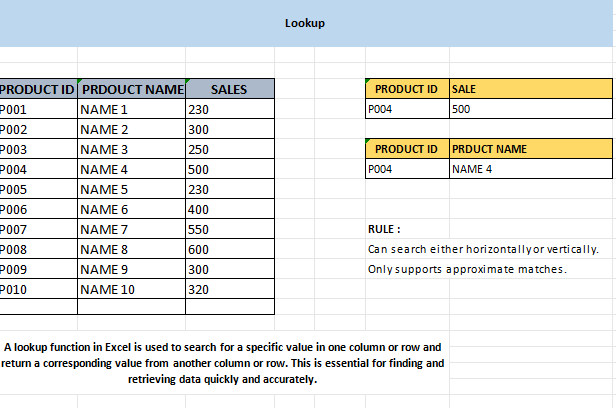 Lookup
PRODUCT ID PRDOUCT NAME SALES
P001 NAME 1 230
P002 NAME 2 300
P003 NAME 3 250
P004 NAME 4 500
P005 NAME 5 230
P006 NAME 6 400
P007 NAME 7 550
P008 NAME 8 600
P009 NAME 9 300
P010 NAME 10 320
PRODUCT ID SALE
P004 500
PRODUCT ID PRDUCT NAME
P004 NAME 4
RULE :
Can search either horizontally or vertically.
Only supports approximate matches.
A lookup function in Excel is used to search for a specific value in one column or row and
return a corresponding value from another column or row. This is essential for finding and
retrieving data quickly and accurately.